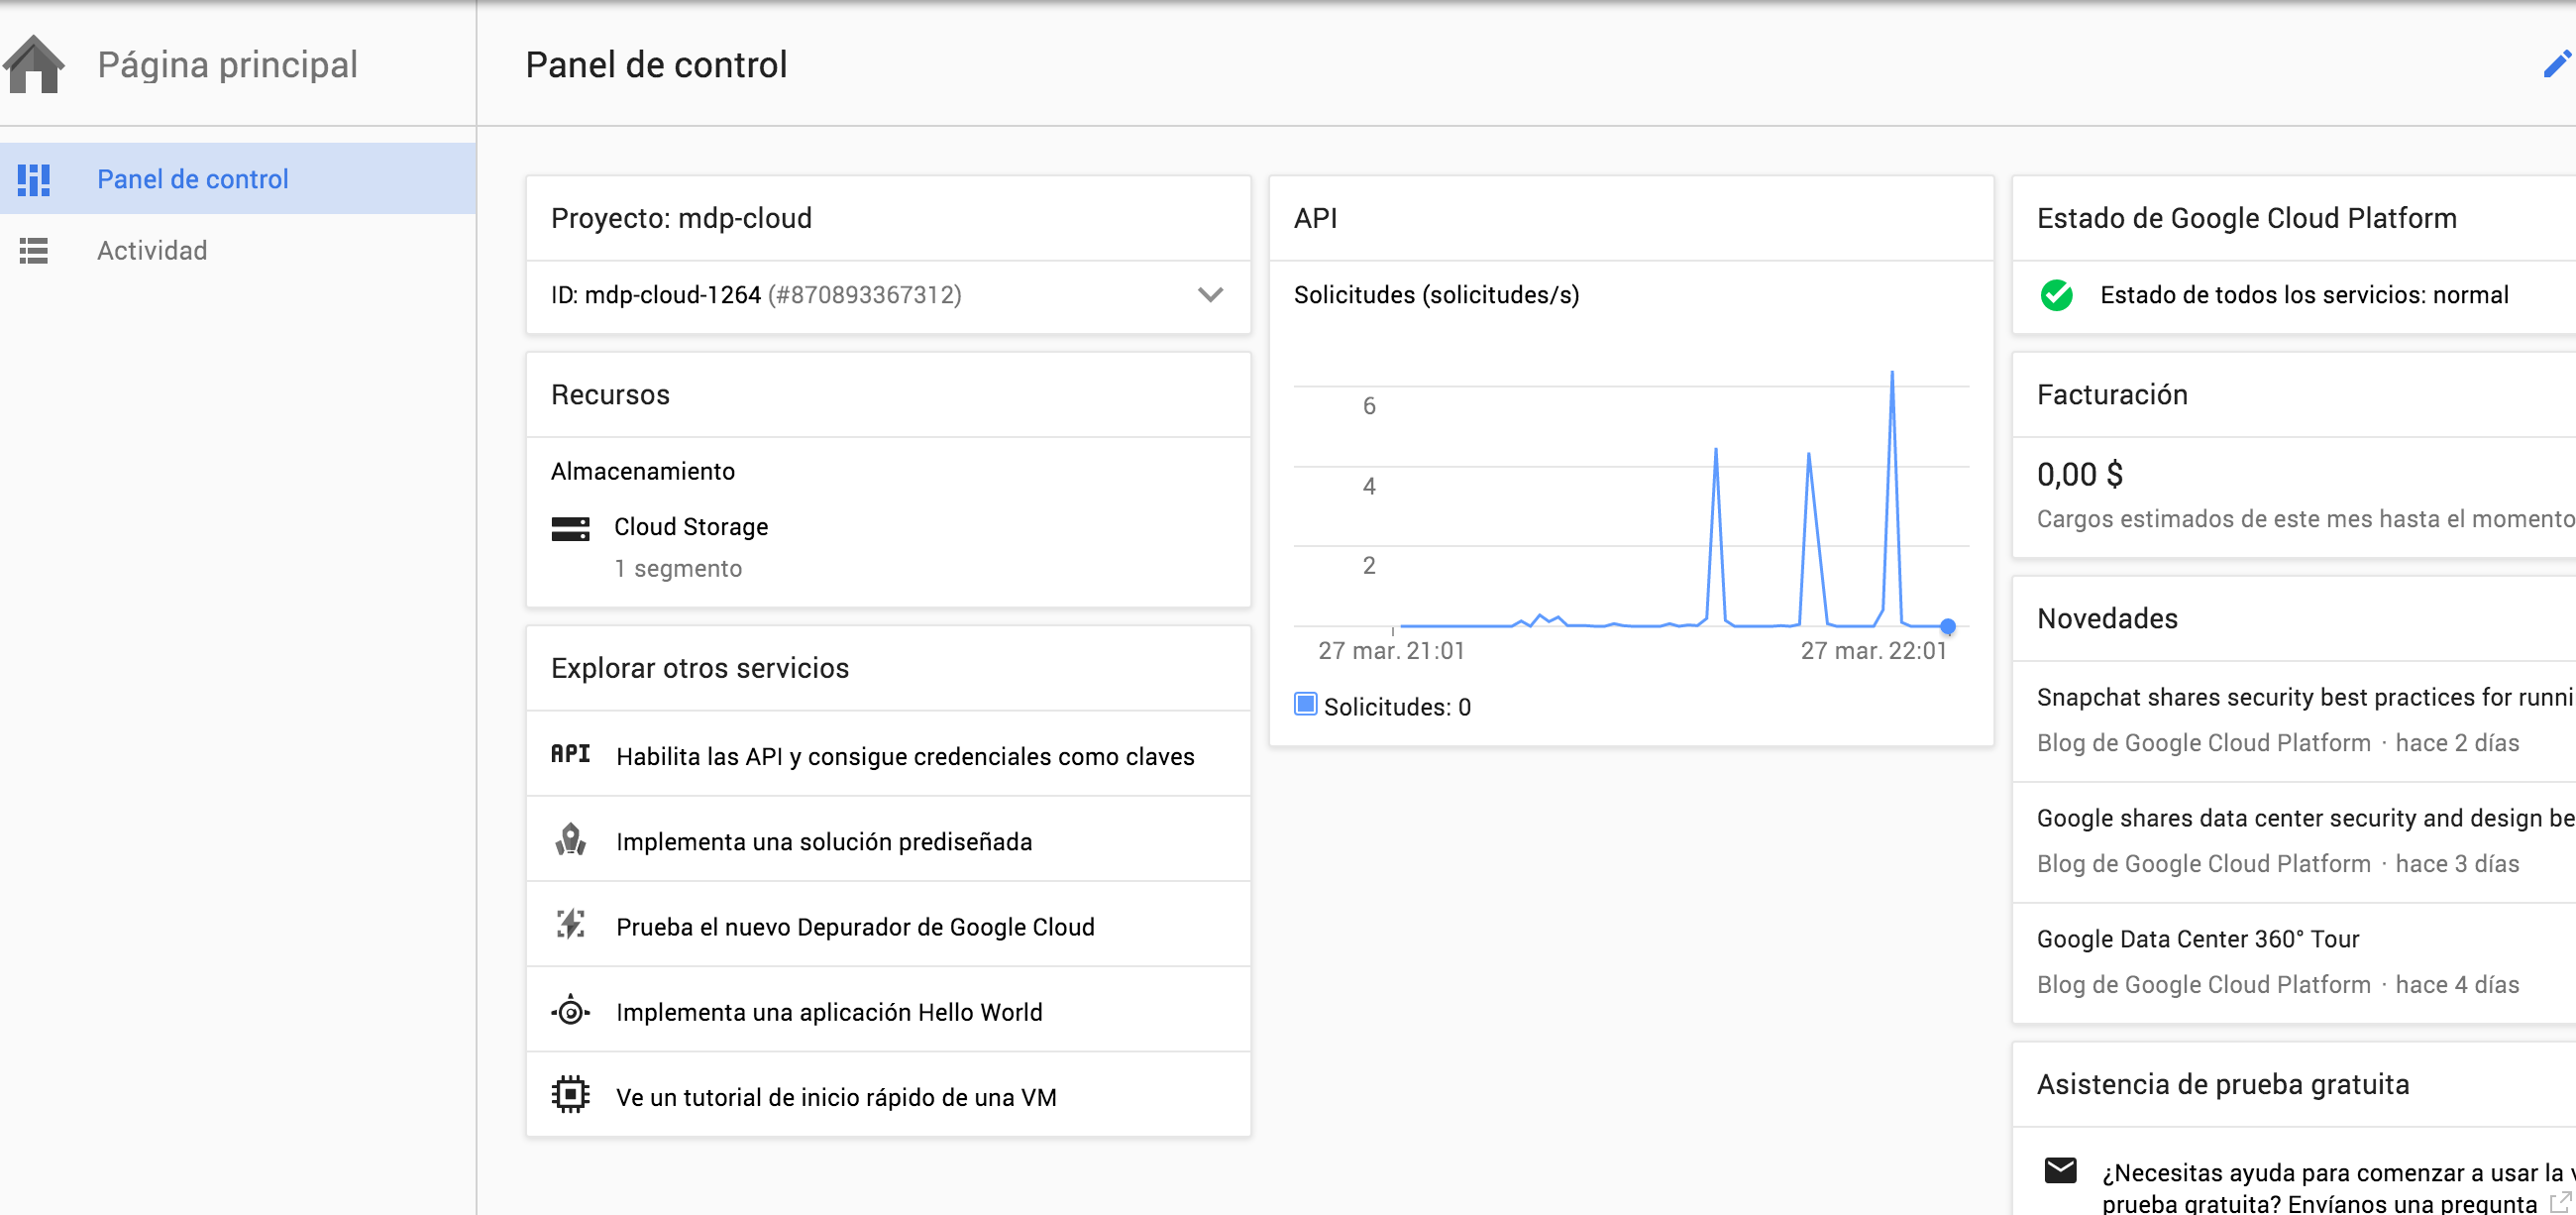 Página principal
Panel de control
Actividad
Panel de control
Proyecto: mdp-cloud
ID: mdp-cloud-1264 (#870893367312)
Recursos
Almacenamiento
Cloud Storage
1 segmento
Explorar otros servicios
API Habilita las API y consigue credenciales como claves
Implementa una solución prediseñada
Prueba el nuevo Depurador de Google Cloud
Implementa una aplicación Hello World
Ve un tutorial de inicio rápido de una VM
API
Solicitudes (solicitudes/s)
6
4
2
27 mar. 21:01 27 mar. 22:01
Solicitudes: 0
Estado de Google Cloud Platform
Estado de todos los servicios: normal
Facturación
0,00 $
Cargos estimados de este mes hasta el momento
Novedades
Snapchat shares security best practices for runni
Blog de Google Cloud Platform · hace 2 días
Google shares data center security and design be
Blog de Google Cloud Platform · hace 3 días
Google Data Center 360° Tour
Blog de Google Cloud Platform · hace 4 días
Asistencia de prueba gratuita
¿Necesitas ayuda para comenzar a usar la v
prueba gratuita? Envíanos una pregunta